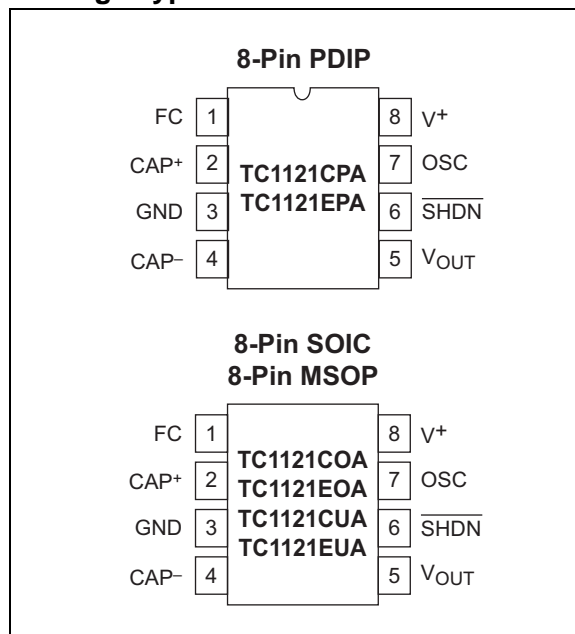 8-Pin PDIP
FC 1 8 V+
CAP+ 2 TC1121CPA 7 OSC
TC1121EPA
GND 3 6 SHDN
CAP– 4 5 VOUT
8-Pin SOIC
8-Pin MSOP
FC 1 8 V+
TC1121COA
CAP+ 2 7 OSC
TC1121EOA
TC1121CUA
GND 3 6 SHDN
TC1121EUA
CAP– 4 5 VOUT